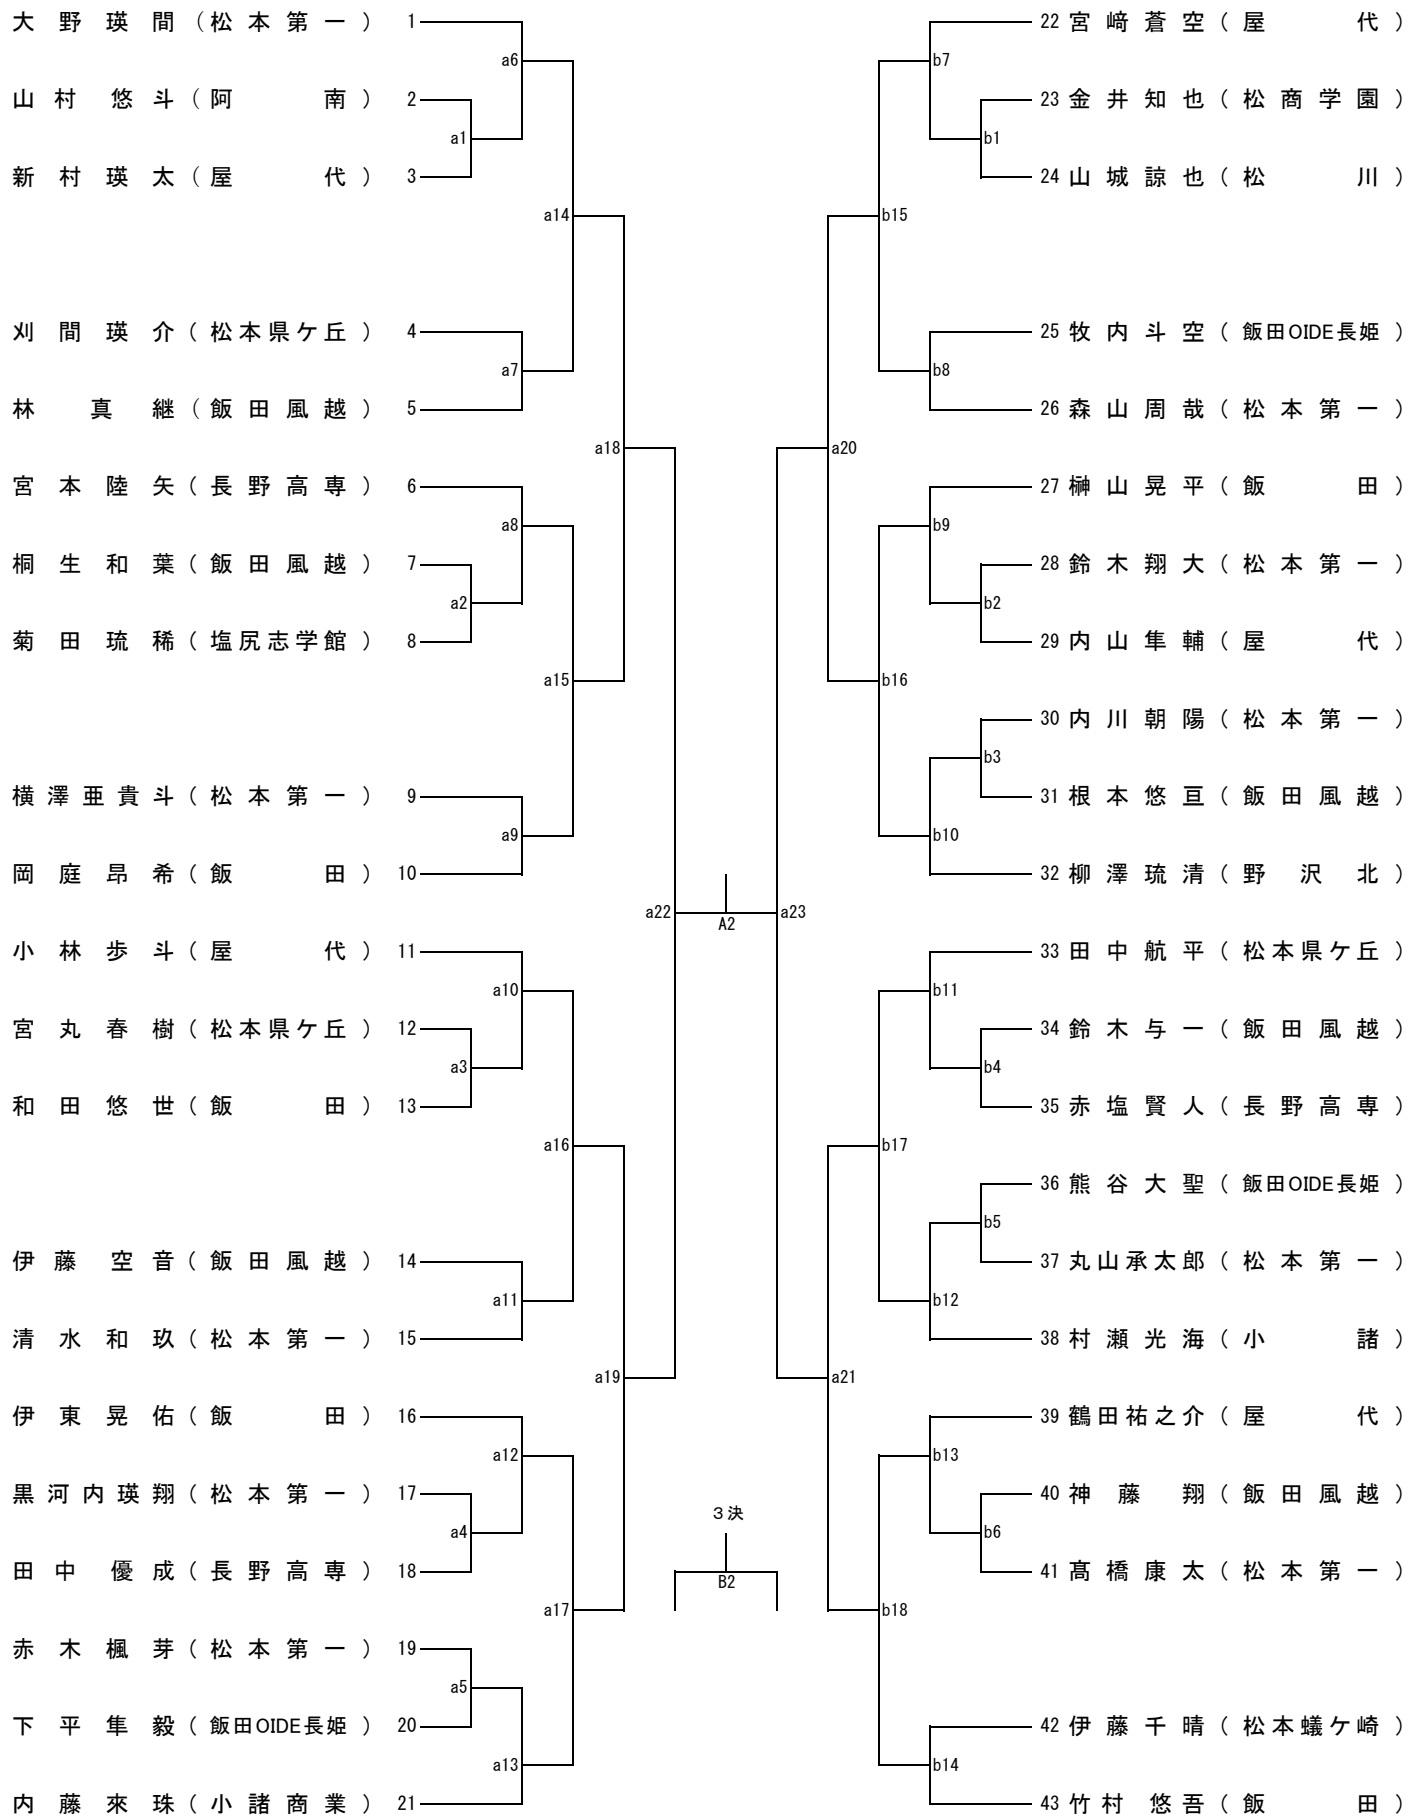 大野瑛間（松本第一） 1
a6
山村悠斗（阿南） 2
a1
新村瑛太（屋代） 3
a14
刈間瑛介（松本県ケ丘） 4
a7
林真継（飯田風越） 5
a18
宮本陸矢（長野高専） 6
a8
桐生和葉（飯田風越） 7
a2
菊田琉稀（塩尻志学館） 8
a15
横澤亜貴斗（松本第一） 9
a9
岡庭昂希（飯田） 10
a22
小林歩斗（屋代） 11
a10
宮丸春樹（松本県ケ丘） 12
a3
和田悠世（飯田） 13
a16
伊藤空音（飯田風越） 14
a11
清水和玖（松本第一） 15
a19
伊東晃佑（飯田） 16
a12
黒河内瑛翔（松本第一） 17
a4
田中優成（長野高専） 18
a17
赤木楓芽（松本第一） 19
a5
下平隼毅（飯田OIDE長姫） 20
a13
内藤來珠（小諸商業） 21
A2
３決
B2
22 宮﨑蒼空（屋代）
b7
23 金井知也（松商学園）
b1
24 山城諒也（松川）
b15
25 牧内斗空（飯田OIDE長姫）
b8
26 森山周哉（松本第一）
a20
27 榊山晃平（飯田）
b9
28 鈴木翔大（松本第一）
b2
29 内山隼輔（屋代）
b16
30 内川朝陽（松本第一）
b3
31 根本悠亘（飯田風越）
b10
32 柳澤琉清（野沢北）
a23
33 田中航平（松本県ケ丘）
b11
34 鈴木与一（飯田風越）
b4
35 赤塩賢人（長野高専）
b17
36 熊谷大聖（飯田OIDE長姫）
b5
37 丸山承太郎（松本第一）
b12
38 村瀬光海（小諸）
a21
39 鶴田祐之介（屋代）
b13
40 神藤翔（飯田風越）
b6
41 髙橋康太（松本第一）
b18
42 伊藤千晴（松本蟻ケ崎）
b14
43 竹村悠吾（飯田）